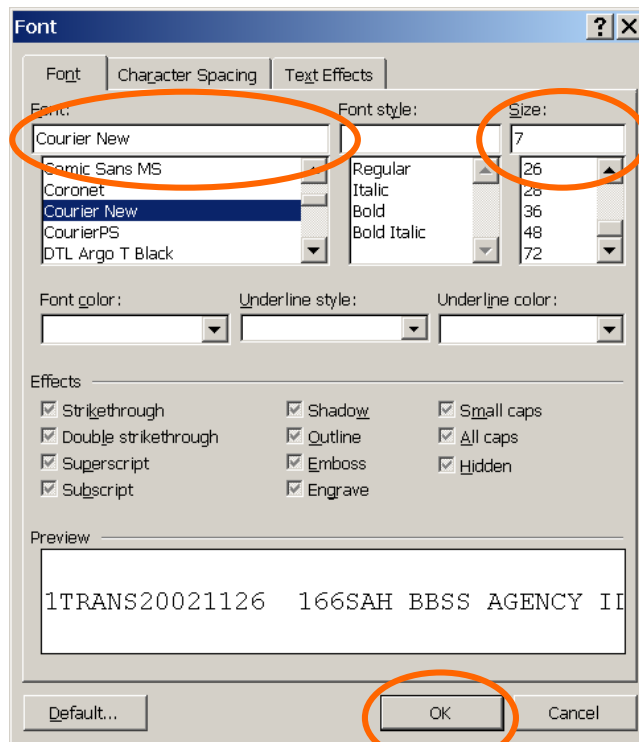 Font ? X
Font Character Spacing Text Effects
Font: Font style: Size:
Courier New 7
Comic Sans MS Regular 26
Coronet Italic 28
Courier New Bold 36
CourierPS Bold Italic 48
DTL Argo T Black 72
Font color: Underline style: Underline color:
Effects
Strikethrough Shadow Small caps
Double strikethrough Outline All caps
Superscript Emboss Hidden
Subscript Engrave
Preview
1TRANS20021126 166SAH BBSS AGENCY II
Default... OK Cancel